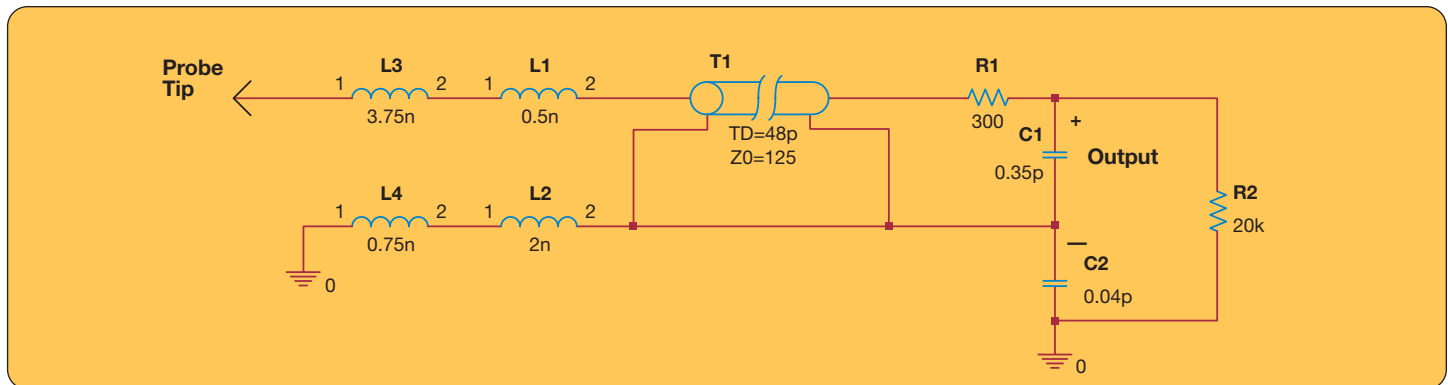 Probe
Tip
1
L3
2
3.75n
1
L1
2
0.5n
T1
TD=48p
Z0=125
R1
300
C1
0.35p
+
Output
–
R2
20k
1
L4
2
0.75n
1
L2
2
2n
0
C2
0.04p
0